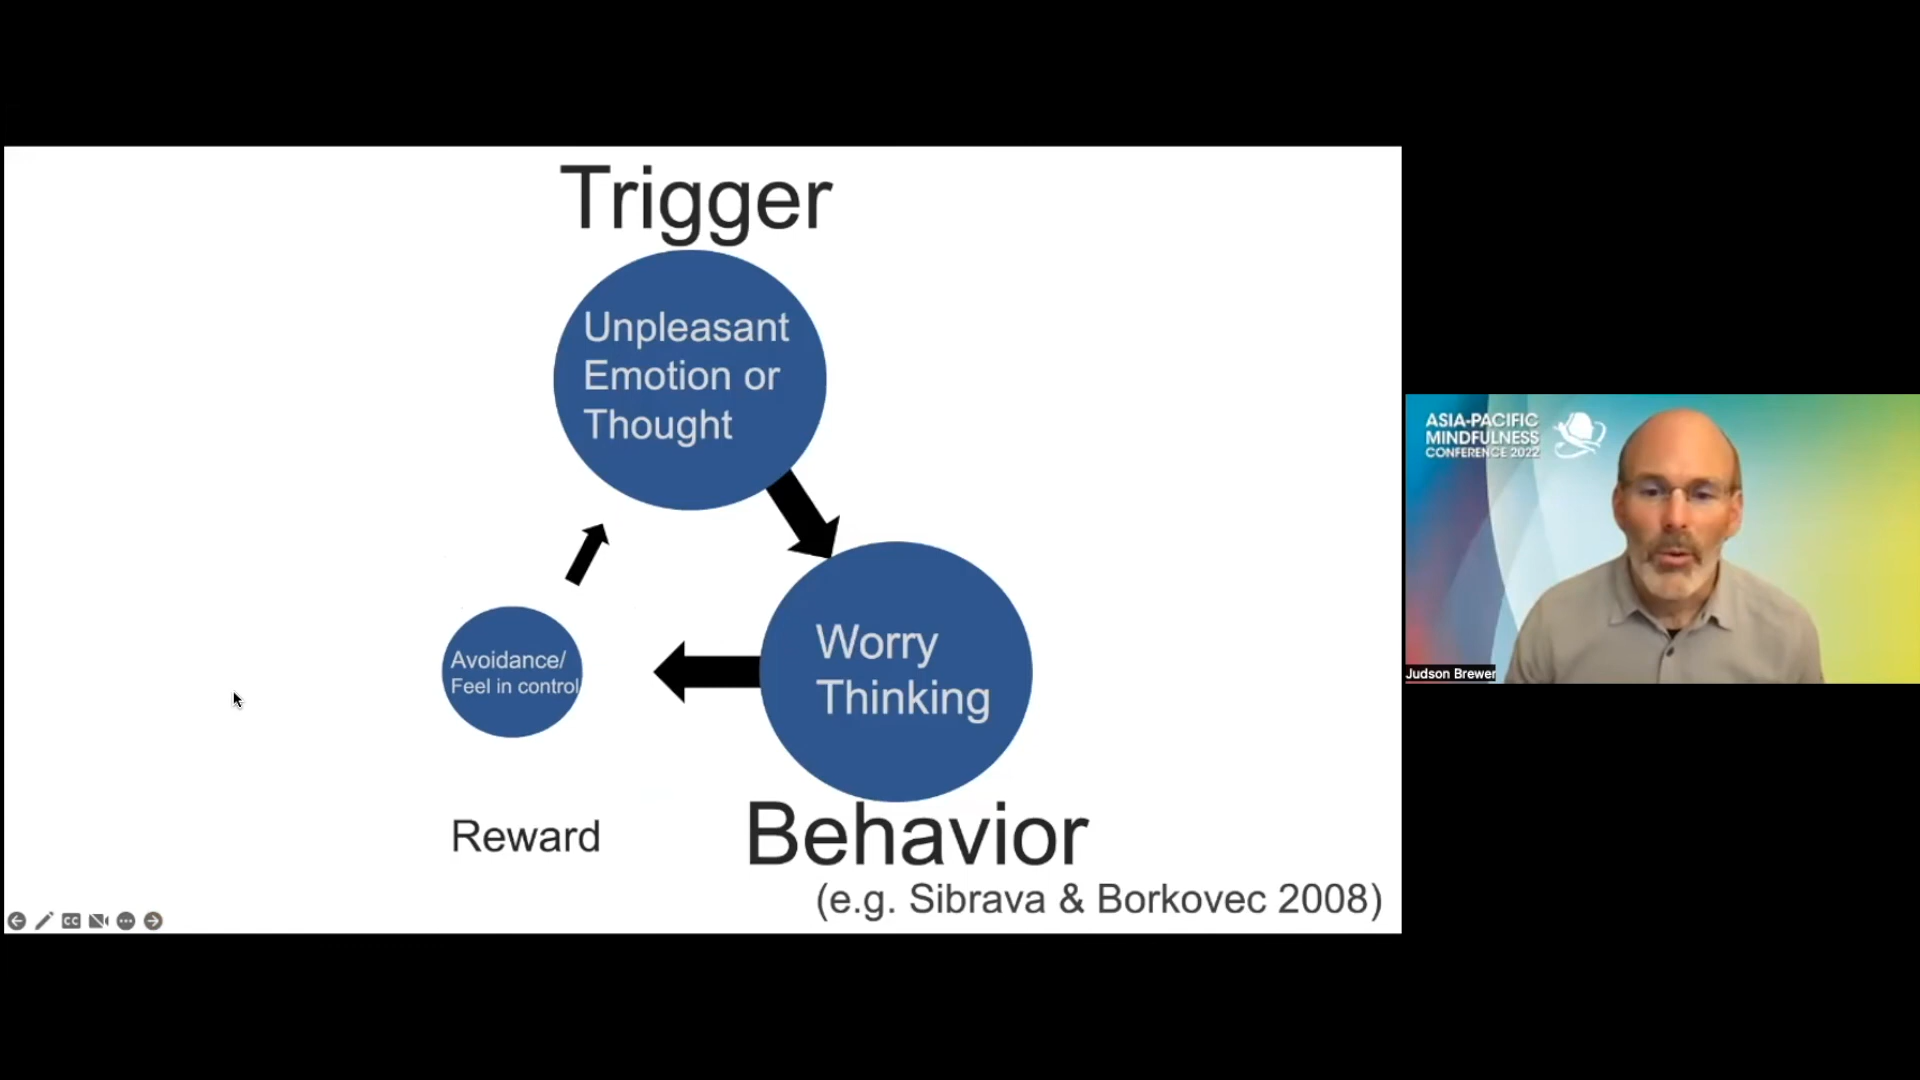 Trigger
Unpleasant
Emotion or
Thought
Worry
Thinking
Avoidance/
Feel in control
Reward
Behavior
(e.g. Sibrava & Borkovec 2008)
CC
ASIA-PACIFIC
MINDFULNESS
CONFERENCE 2022
Judson Brewer